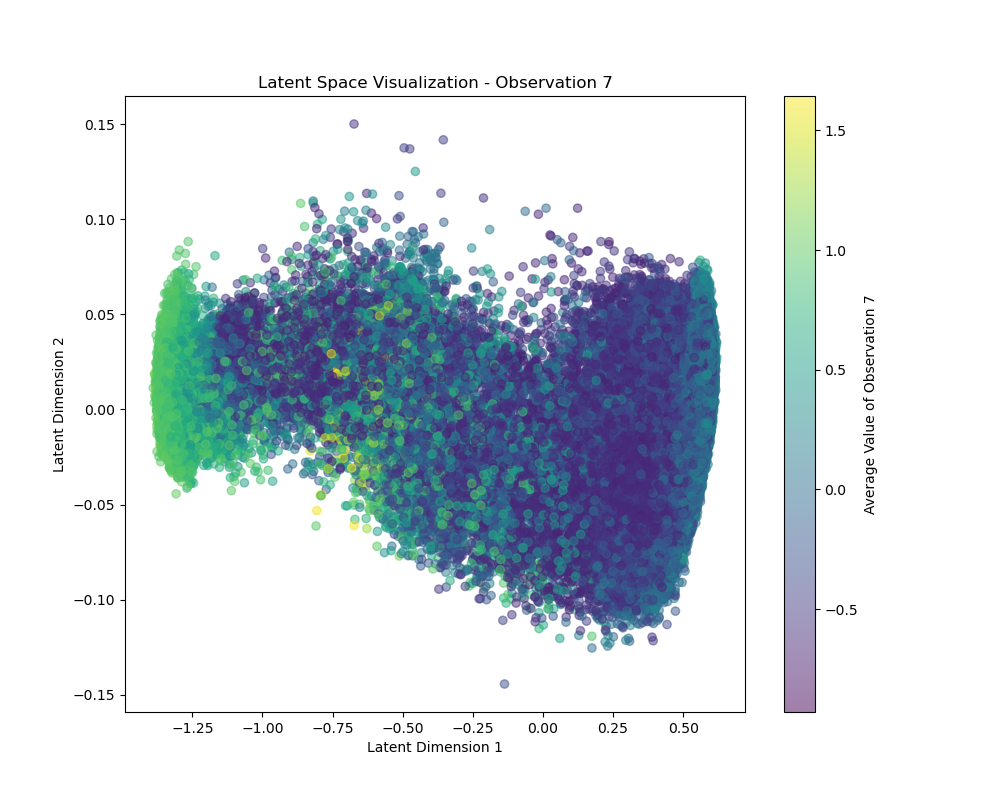 Latent Space Visualization - Observation 7
0.15
0.10
0.05
0.00
−0.05
−0.10
−0.15
Latent Dimension 2
−1.25 −1.00 −0.75 −0.50 −0.25 0.00 0.25 0.50
Latent Dimension 1
1.5
1.0
0.5
0.0
−0.5
Average Value of Observation 7